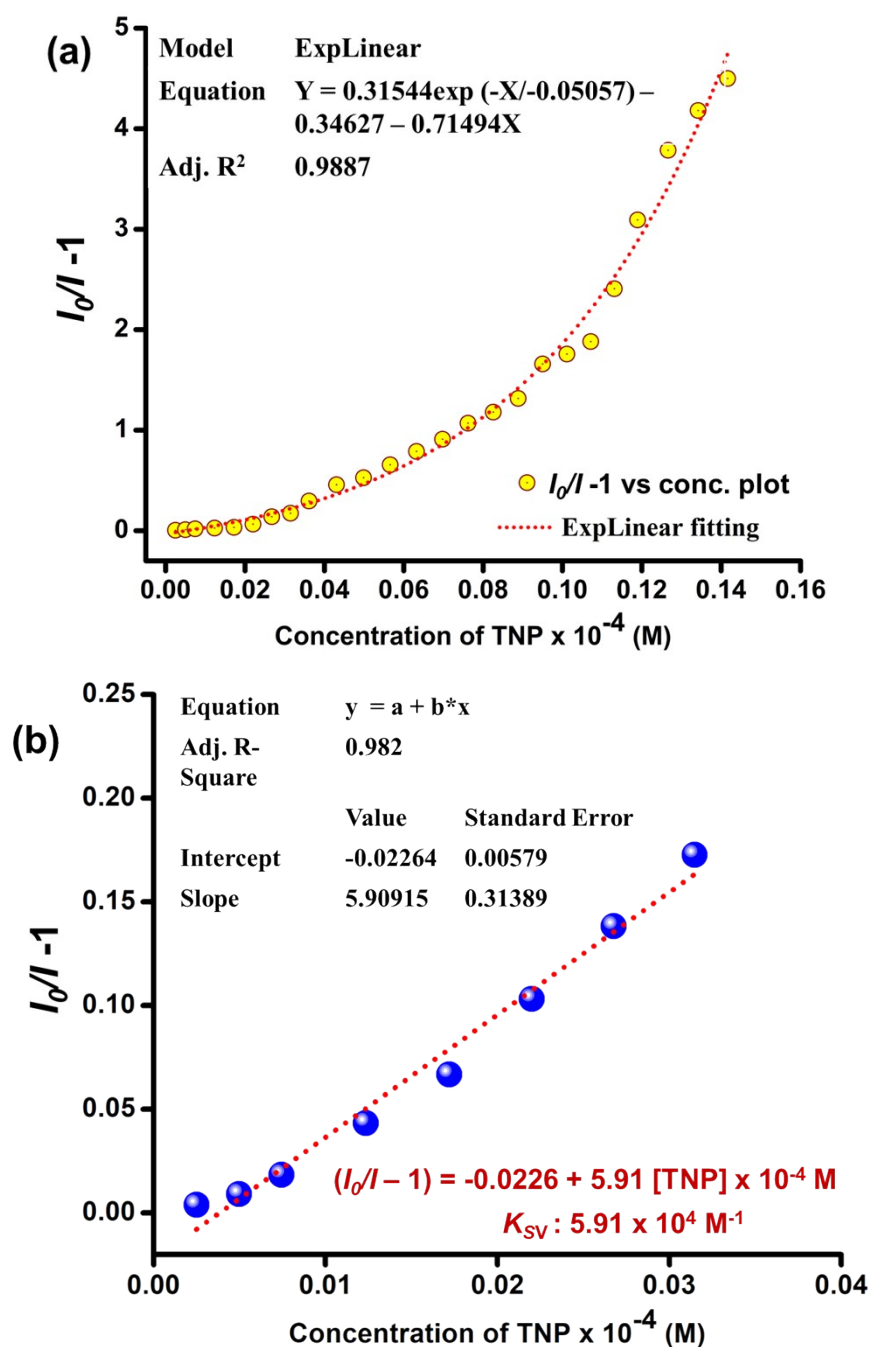 (a)
Model ExpLinear
Equation Y = 0.31544exp (-X/-0.05057) –
0.34627 – 0.71494X
Adj. R² 0.9887
5
4
3
2
1
0
I₀/I -1
I₀/I -1 vs conc. plot
ExpLinear fitting
0.00 0.02 0.04 0.06 0.08 0.10 0.12 0.14 0.16
Concentration of TNP x 10⁻⁴ (M)
(b)
Equation y = a + b*x
Adj. R-
Square 0.982
Value Standard Error
Intercept -0.02264 0.00579
Slope 5.90915 0.31389
0.25
0.20
0.15
0.10
0.05
0.00
I₀/I -1
(I₀/I – 1) = -0.0226 + 5.91 [TNP] x 10⁻⁴ M
K_SV : 5.91 x 10⁴ M⁻¹
0.00 0.01 0.02 0.03 0.04
Concentration of TNP x 10⁻⁴ (M)